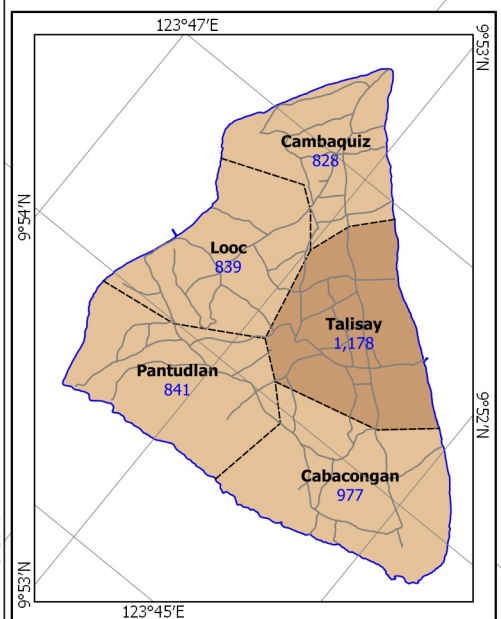 123°47'E
9°53'N
Cambaquiz
828
9°54'N
Looc
839
Talisay
1,178
Pantudlan
841
9°52'N
Cabacongan
977
9°53'N
123°45'E